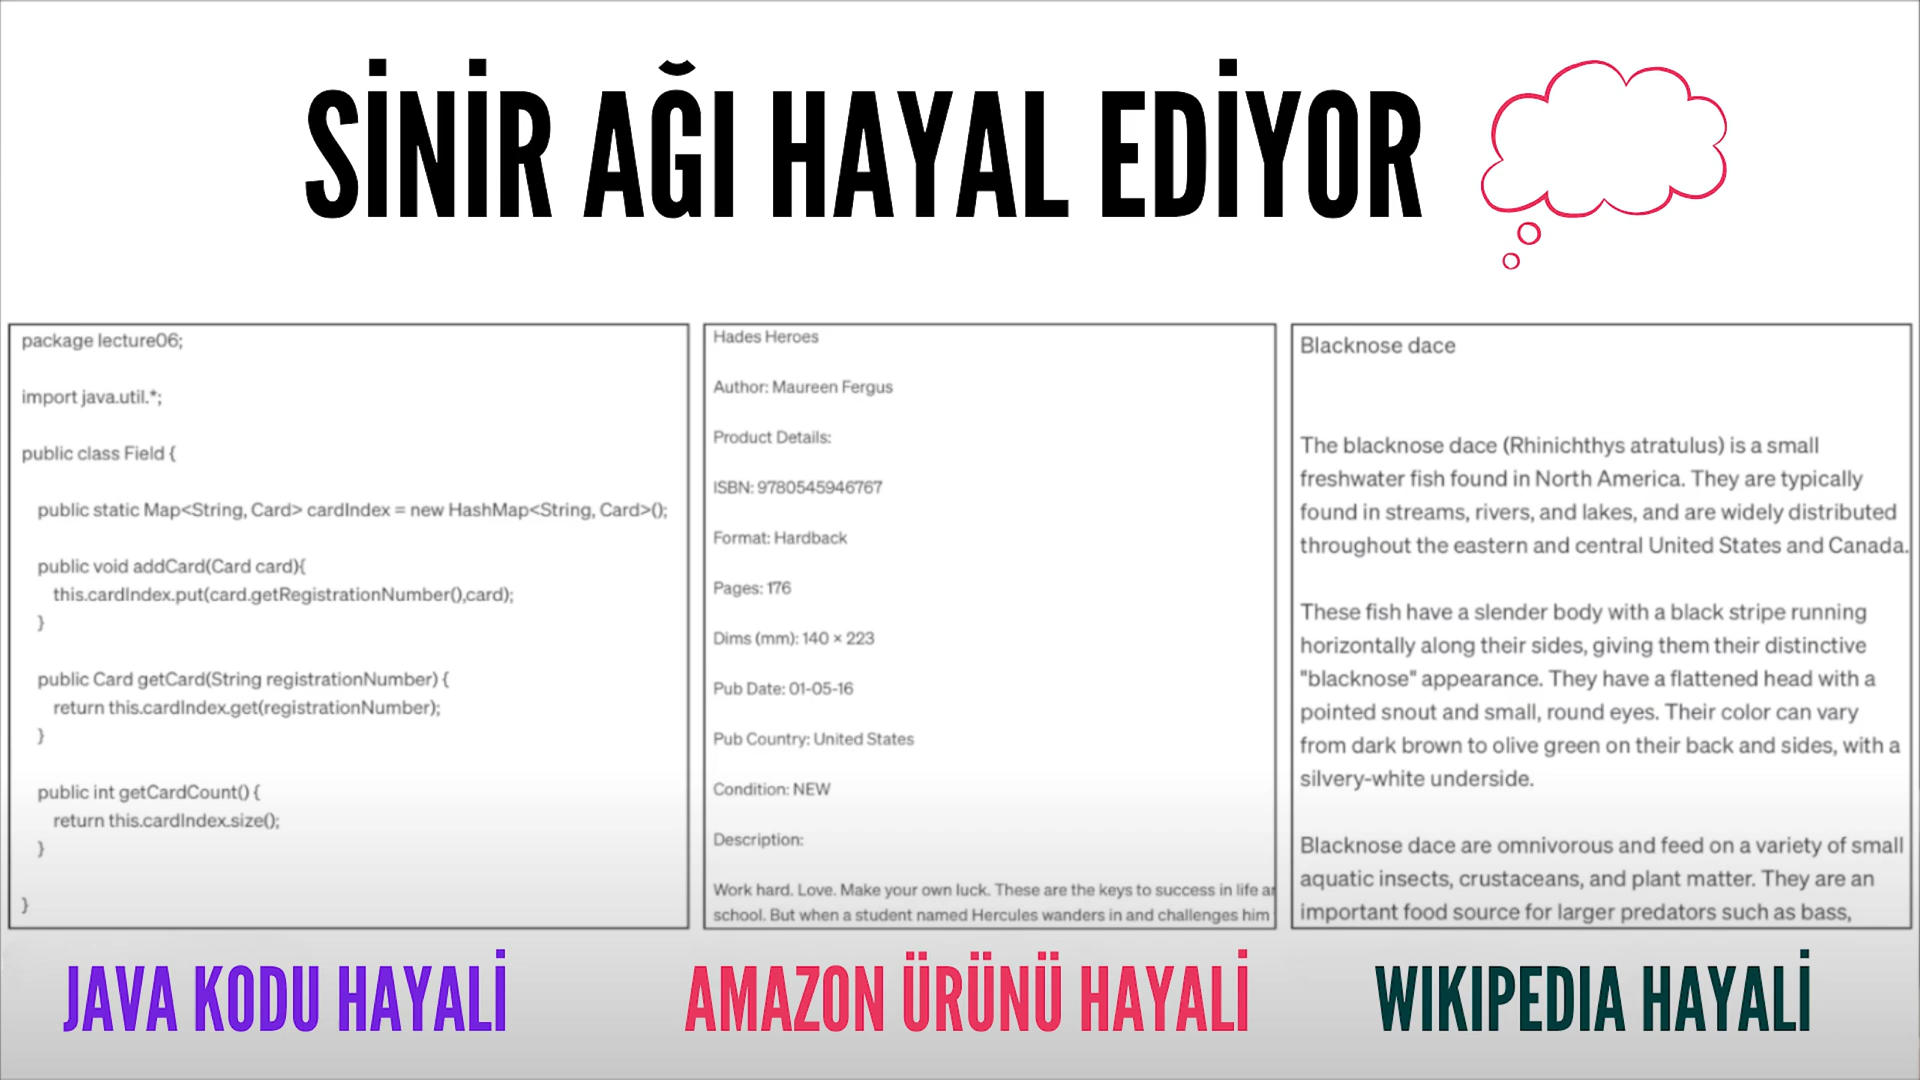 SİNİR AĞI HAYAL EDİYOR
package lecture06;
import java.util.*;
public class Field {
public static Map<String, Card> cardIndex = new HashMap<String, Card>();
public void addCard(Card card){
this.cardIndex.put(card.getRegistrationNumber(),card);
}
public Card getCard(String registrationNumber) {
return this.cardIndex.get(registrationNumber);
}
public int getCardCount() {
return this.cardIndex.size();
}
}
JAVA KODU HAYALİ
Hades Heroes
Author: Maureen Fergus
Product Details:
ISBN: 9780545946767
Format: Hardback
Pages: 176
Dims (mm): 140 × 223
Pub Date: 01-05-16
Pub Country: United States
Condition: NEW
Description:
Work hard. Love. Make your own luck. These are the keys to success in life
school. But when a student named Hercules wanders in and challenges him
AMAZON ÜRÜNÜ HAYALİ
Blacknose dace
The blacknose dace (Rhinichthys atratulus) is a small
freshwater fish found in North America. They are typically
found in streams, rivers, and lakes, and are widely distributed
throughout the eastern and central United States and Canada.
These fish have a slender body with a black stripe running
horizontally along their sides, giving them their distinctive
"blacknose" appearance. They have a flattened head with a
pointed snout and small, round eyes. Their color can vary
from dark brown to olive green on their back and sides, with a
silvery-white underside.
Blacknose dace are omnivorous and feed on a variety of small
aquatic insects, crustaceans, and plant matter. They are an
important food source for larger predators such as bass,
WIKIPEDIA HAYALİ